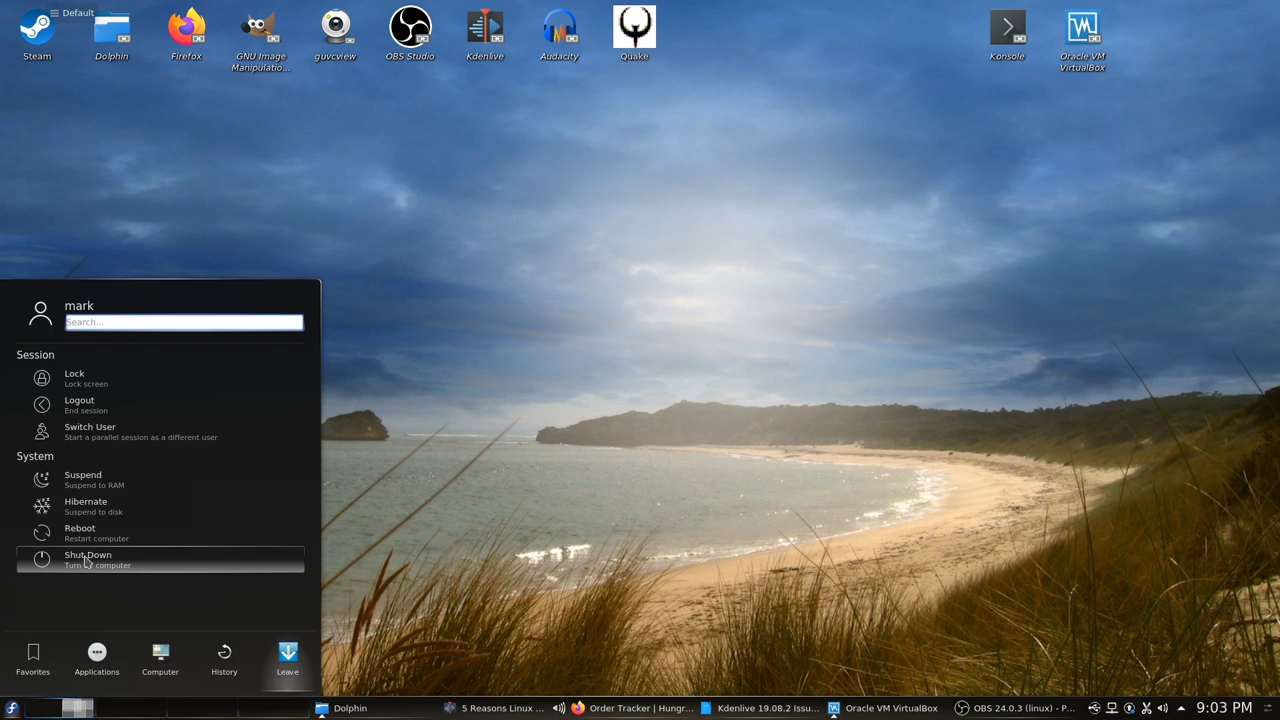 Default
Steam
Dolphin
Firefox
GNU Image
Manipulatio...
guvcview
OBS Studio
Kdenlive
Audacity
Quake
Konsole
Oracle VM
VirtualBox
mark
Search...
Session
Lock
Lock screen
Logout
End session
Switch User
Start a parallel session as a different user
System
Suspend
Suspend to RAM
Hibernate
Suspend to disk
Reboot
Restart computer
Shut Down
Turn computer
Favorites
Applications
Computer
History
Leave
Dolphin
5 Reasons Linux ...
Order Tracker | Hungr...
Kdenlive 19.08.2 Issu...
Oracle VM VirtualBox
OBS 24.0.3 (linux) - P...
9:03 PM